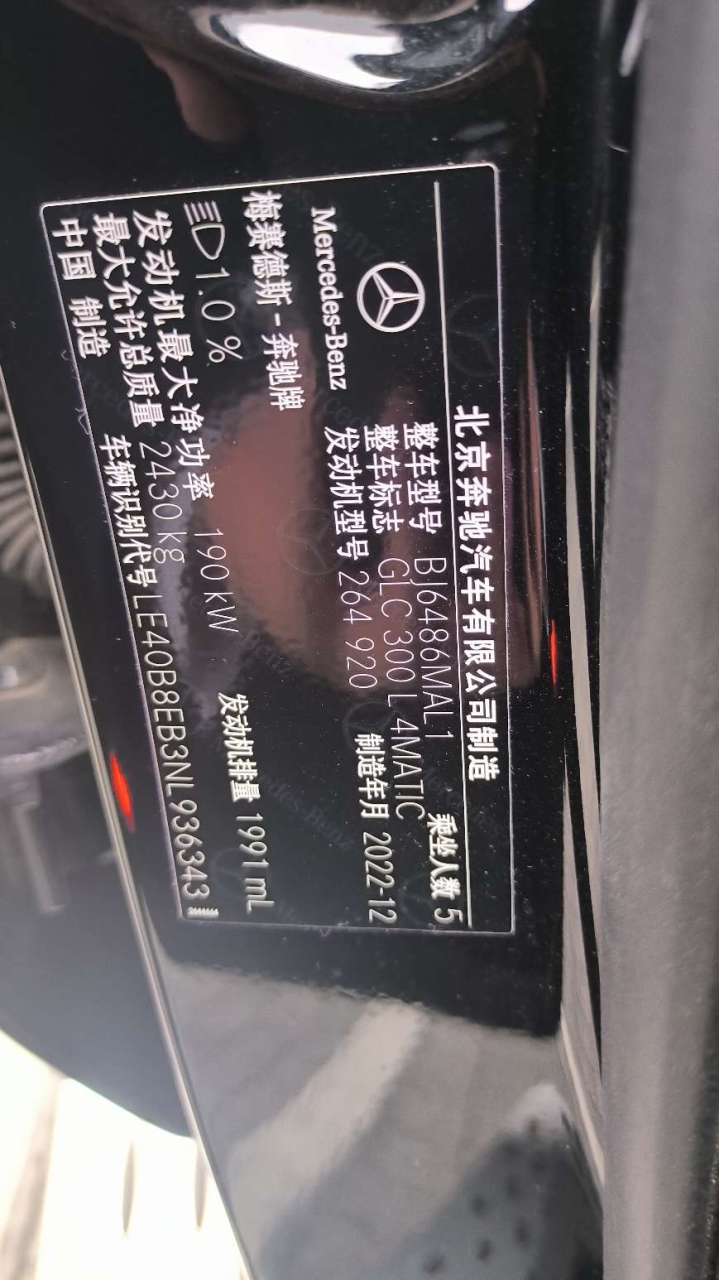 北京奔驰汽车有限公司制造
Mercedes-Benz
整车型号 BJ6486MAL1 乘坐人数 5
整车标志 GLC 300 L 4MATIC
发动机型号 264 920 制造年月 2022-12
梅赛德斯-奔驰牌
1.0 %
发动机最大净功率 190 kW 发动机排量 1991 mL
最大允许总质量 2430 kg
中国 制造 车辆识别代号 LE40B8EB3NL936343